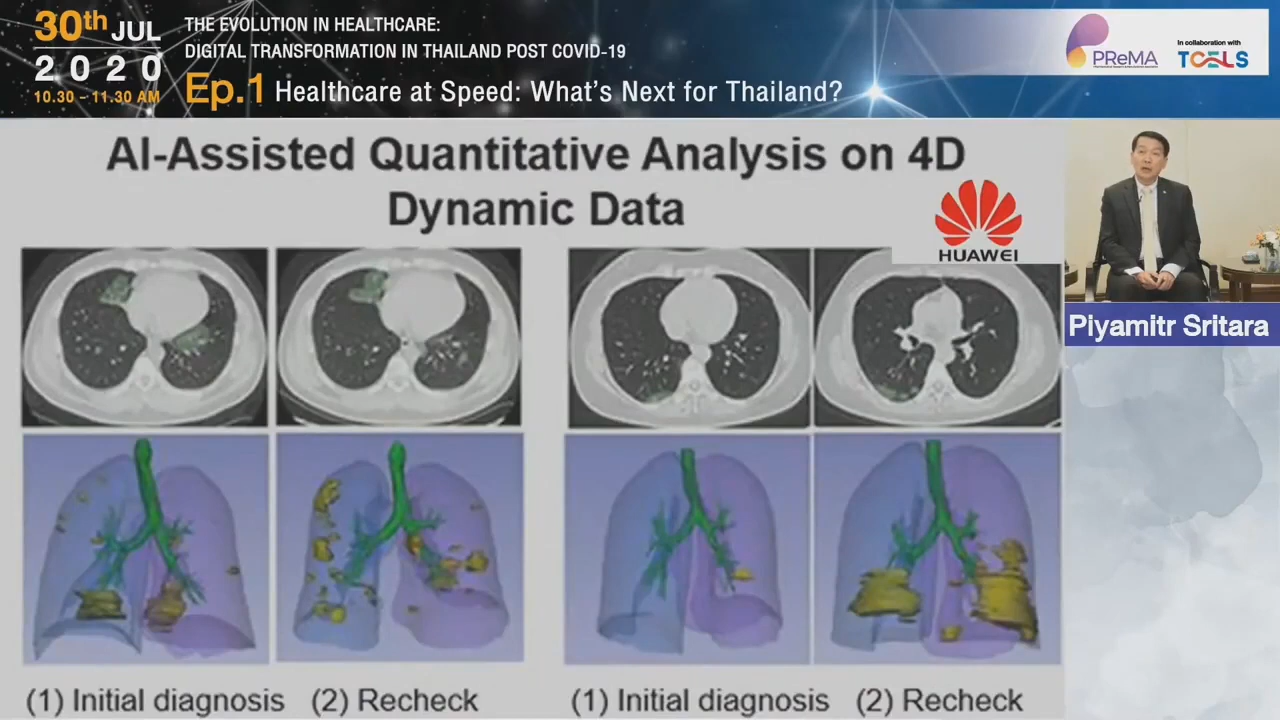 30th JUL
2020
10.30 - 11.30 AM
THE EVOLUTION IN HEALTHCARE:
DIGITAL TRANSFORMATION IN THAILAND POST COVID-19
Ep.1 Healthcare at Speed: What's Next for Thailand?
PReMA
In collaboration with
TCELS
AI-Assisted Quantitative Analysis on 4D
Dynamic Data
HUAWEI
Piyamitr Sritara
(1) Initial diagnosis (2) Recheck
(1) Initial diagnosis (2) Recheck